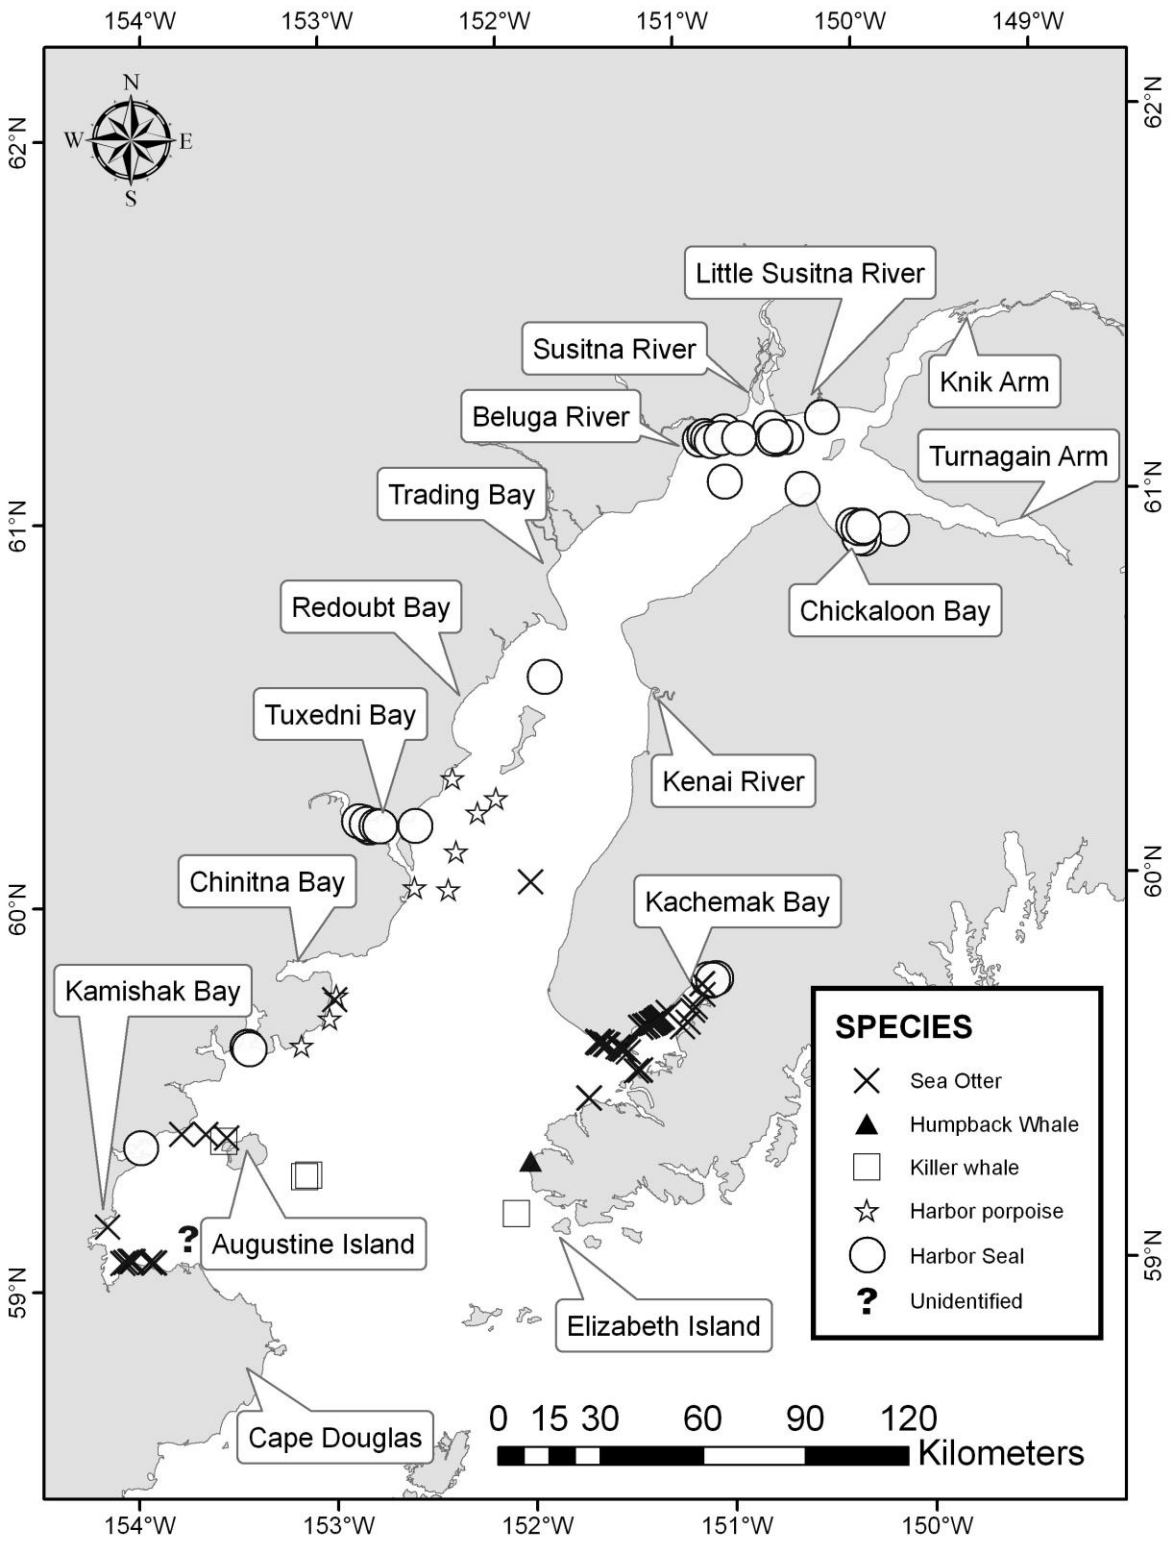 154°W 153°W 152°W 151°W 150°W 149°W
N
W E
S
62°N
62°N
Little Susitna River
Susitna River
Knik Arm
Beluga River
Turnagain Arm
Trading Bay
61°N
61°N
Redoubt Bay
Chickaloon Bay
Tuxedni Bay
Kenai River
Chinitna Bay
60°N
60°N
Kachemak Bay
Kamishak Bay
SPECIES
Sea Otter
Humpback Whale
Killer whale
Harbor porpoise
Harbor Seal
? Unidentified
?
Augustine Island
59°N
59°N
Elizabeth Island
Cape Douglas
0 15 30 60 90 120
Kilometers
154°W 153°W 152°W 151°W 150°W